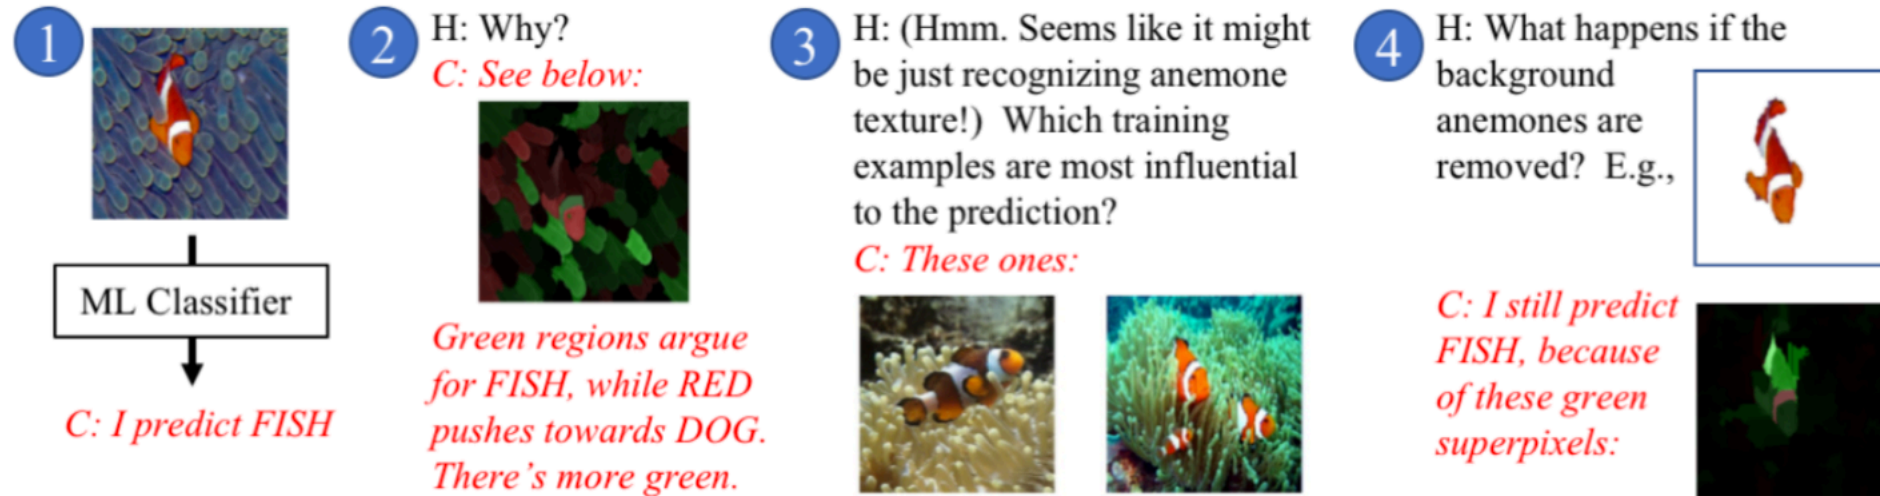 1
ML Classifier
C: I predict FISH
2
H: Why?
C: See below:
Green regions argue
for FISH, while RED
pushes towards DOG.
There's more green.
3
H: (Hmm. Seems like it might
be just recognizing anemone
texture!) Which training
examples are most influential
to the prediction?
C: These ones:
4
H: What happens if the
background
anemones are
removed? E.g.,
C: I still predict
FISH, because
of these green
superpixels: